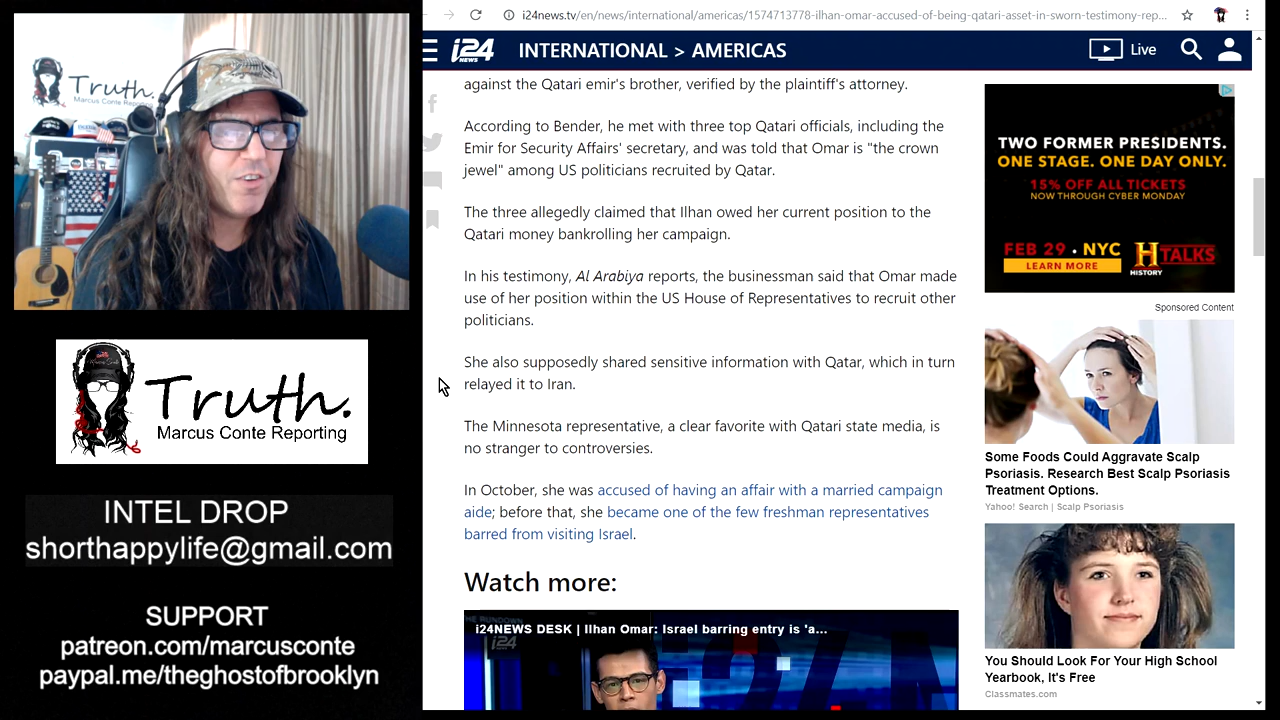 Truth.
Marcus Conte Reporting
Truth.
Marcus Conte Reporting
INTEL DROP
shorthappylife@gmail.com
SUPPORT
patreon.com/marcusconte
paypal.me/theghostofbrooklyn
i24news.tv/en/news/international/americas/1574713778-ilhan-omar-accused-of-being-qatari-asset-in-sworn-testimony-rep...
i24
NEWS
INTERNATIONAL > AMERICAS
Live
against the Qatari emir's brother, verified by the plaintiff's attorney.
According to Bender, he met with three top Qatari officials, including the
Emir for Security Affairs' secretary, and was told that Omar is "the crown
jewel" among US politicians recruited by Qatar.
The three allegedly claimed that Ilhan owed her current position to the
Qatari money bankrolling her campaign.
In his testimony, Al Arabiya reports, the businessman said that Omar made
use of her position within the US House of Representatives to recruit other
politicians.
She also supposedly shared sensitive information with Qatar, which in turn
relayed it to Iran.
The Minnesota representative, a clear favorite with Qatari state media, is
no stranger to controversies.
In October, she was accused of having an affair with a married campaign
aide; before that, she became one of the few freshman representatives
barred from visiting Israel.
Watch more:
THE RUNDOWN
i24NEWS DESK | Ilhan Omar: Israel barring entry is 'a...
i24
NEWS
TWO FORMER PRESIDENTS.
ONE STAGE. ONE DAY ONLY.
15% OFF ALL TICKETS
NOW THROUGH CYBER MONDAY
FEB 29 • NYC
LEARN MORE
H TALKS
HISTORY
Sponsored Content
Some Foods Could Aggravate Scalp
Psoriasis. Research Best Scalp Psoriasis
Treatment Options.
Yahoo! Search | Scalp Psoriasis
You Should Look For Your High School
Yearbook, It's Free
Classmates.com